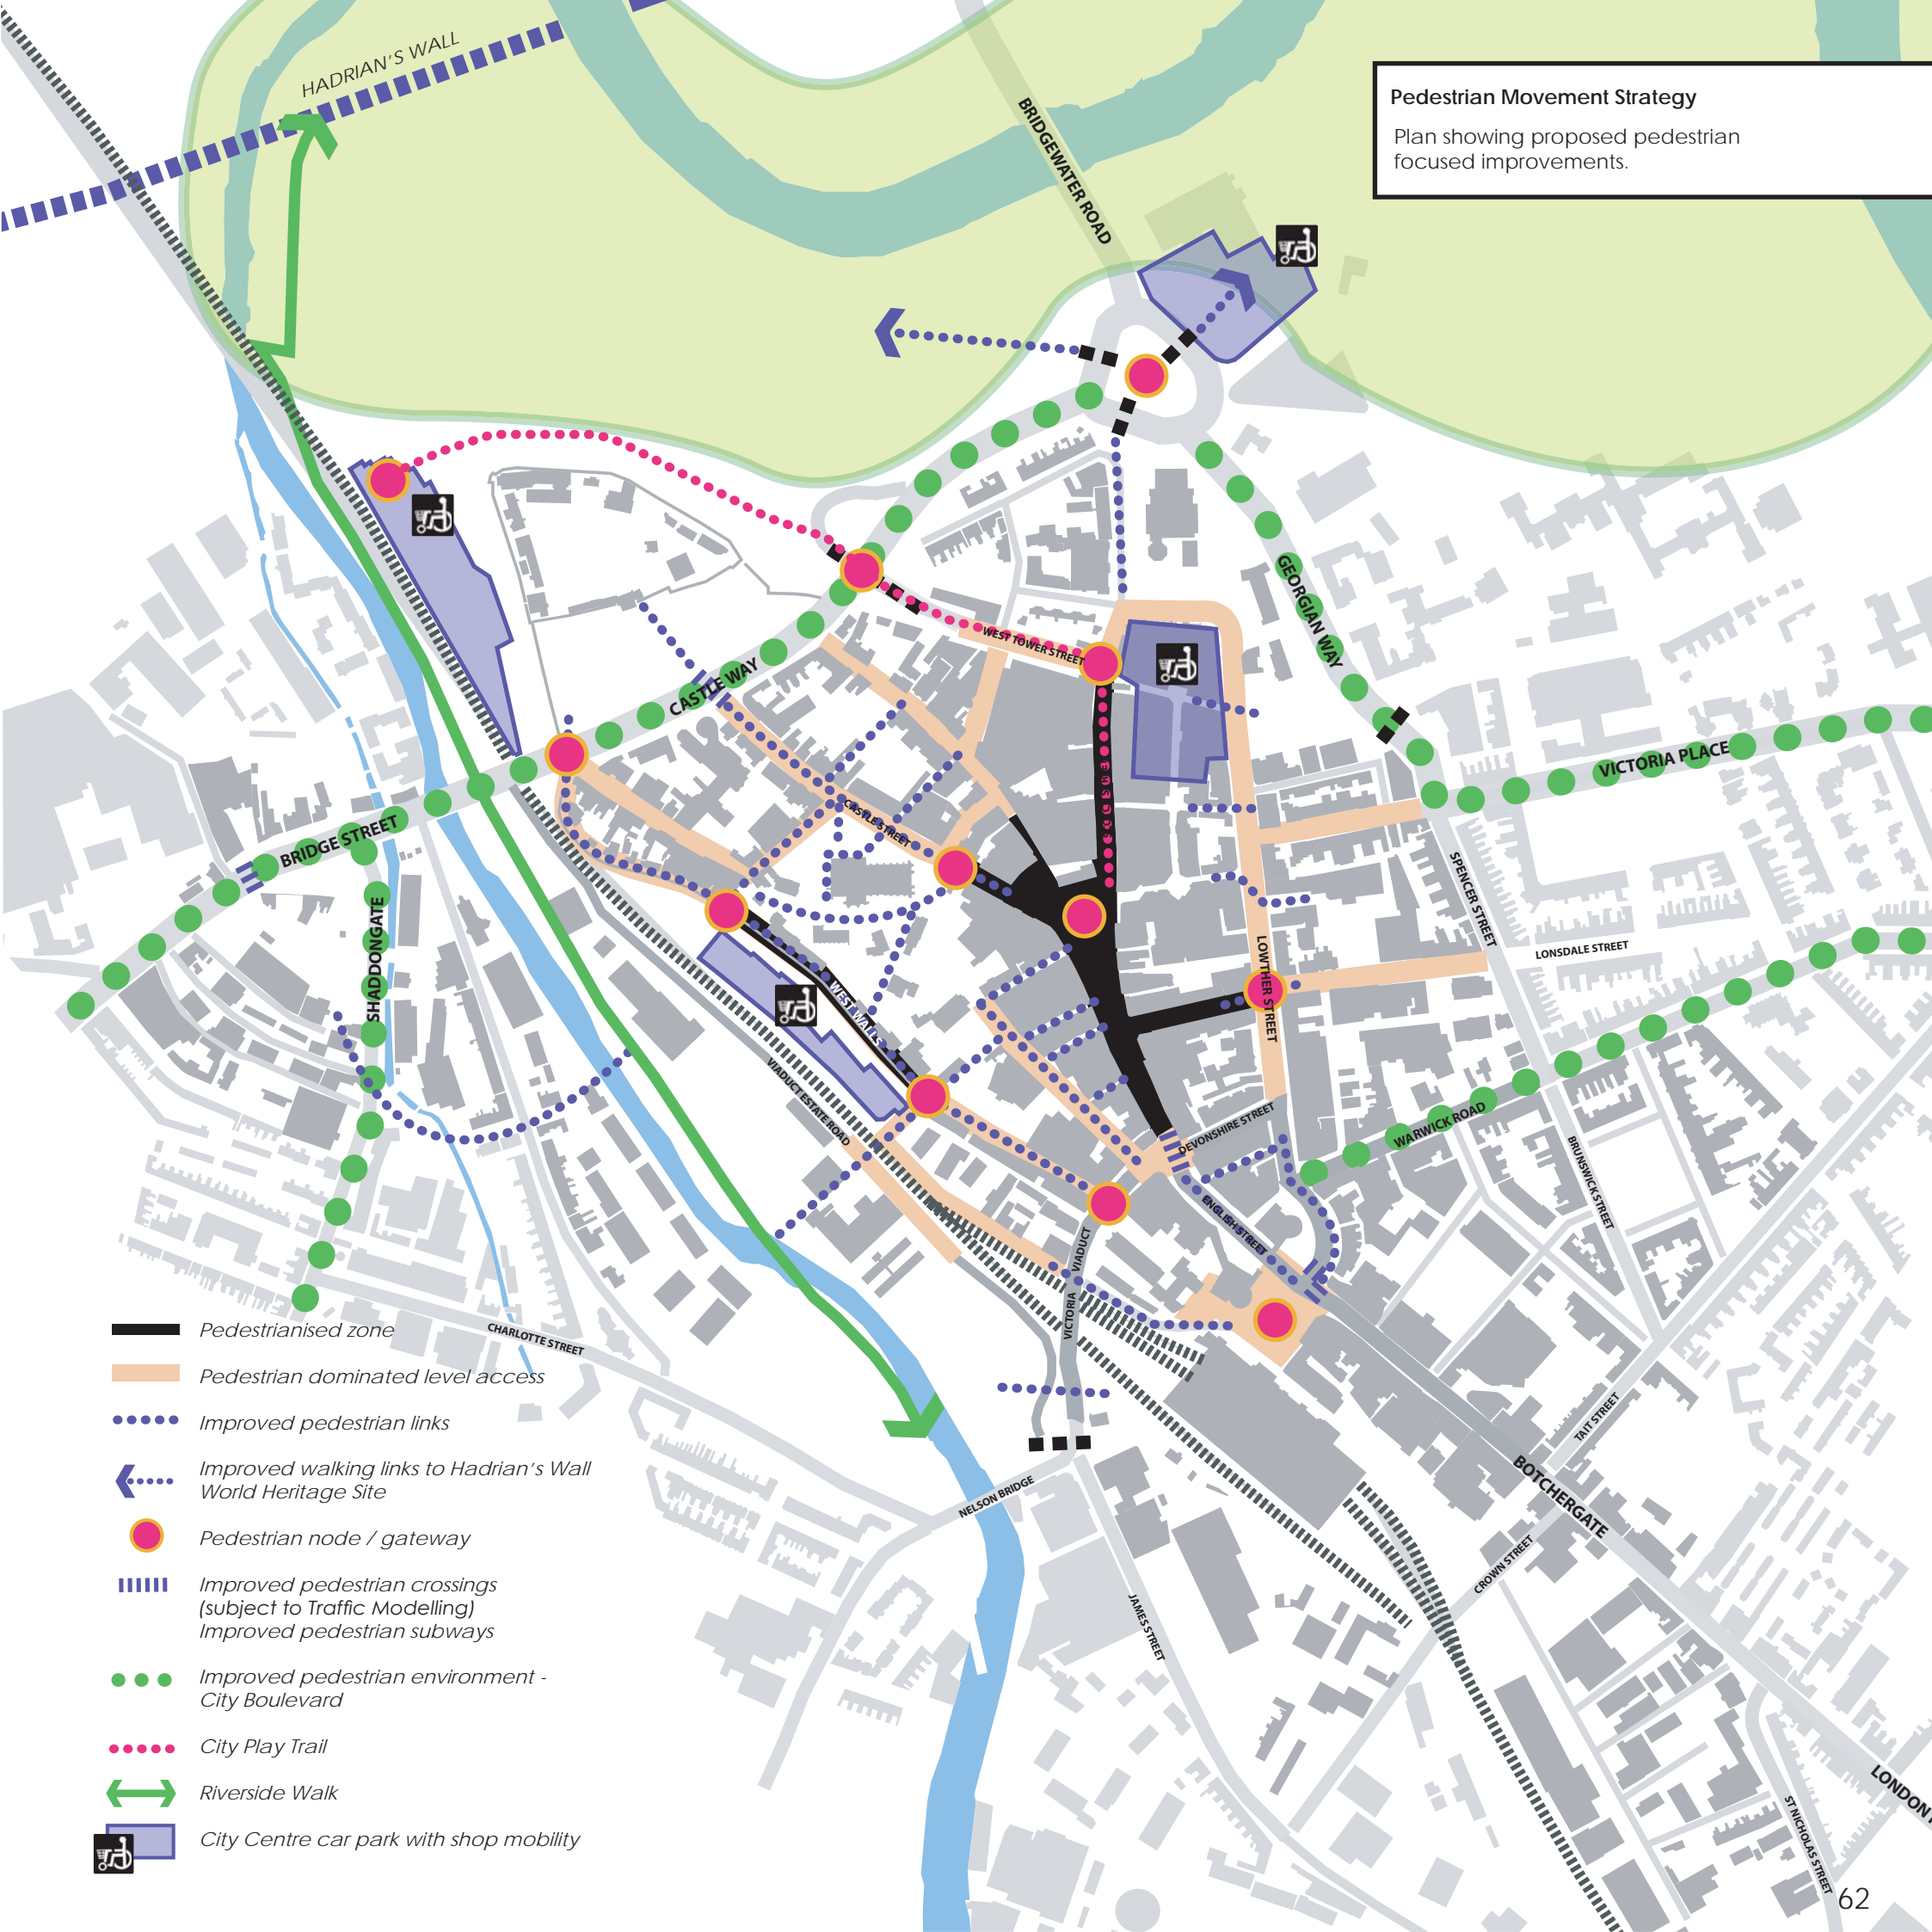 HADRIAN'S WALL
BRIDGEWATER ROAD
Pedestrian Movement Strategy
Plan showing proposed pedestrian
focused improvements.
GEORGIAN WAY
WEST TOWER STREET
CASTLE WAY
VICTORIA PLACE
CASTLE STREET
BRIDGE STREET
SPENCER STREET
SHADDONGATE
LONSDALE STREET
LOWTHER STREET
WEST WALLS
VIADUCT ESTATE ROAD
DEVONSHIRE STREET
WARWICK ROAD
BRUNSWICK STREET
ENGLISH STREET
VICTORIA VIADUCT
CHARLOTTE STREET
TAIT STREET
BOTCHERGATE
NELSON BRIDGE
CROWN STREET
JAMES STREET
LONDON
ST NICHOLAS STREET
Pedestrianised zone
Pedestrian dominated level access
Improved pedestrian links
Improved walking links to Hadrian's Wall
World Heritage Site
Pedestrian node / gateway
Improved pedestrian crossings
(subject to Traffic Modelling)
Improved pedestrian subways
Improved pedestrian environment -
City Boulevard
City Play Trail
Riverside Walk
City Centre car park with shop mobility
62